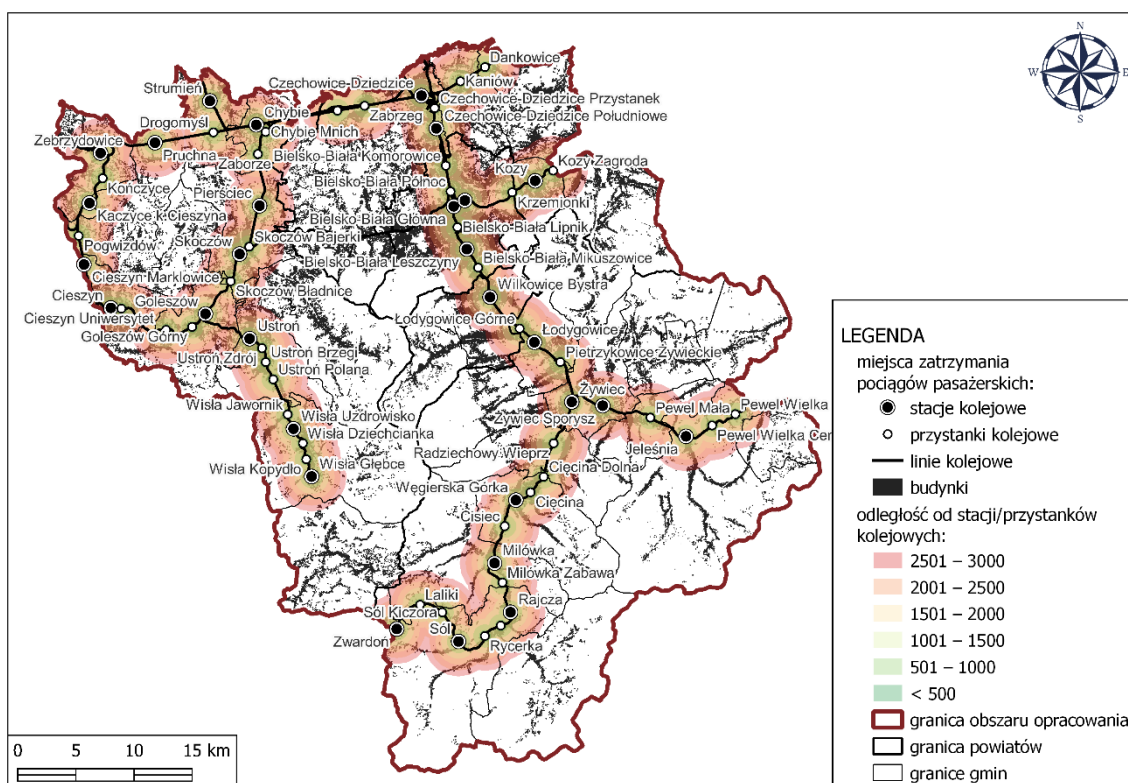 N
W
E
S
Dankowice
Kaniów
Czechowice-Dziedzice
Strumień
Czechowice-Dziedzice Przystanek
Zabrzeg
Chybie
Czechowice-Dziedzice Południowe
Drogomyśl
Chybie Mnich
Zebrzydowice
Bielsko-Biała Komorowice
Pruchna
Zaborze
Kozy
Kozy Zagroda
Kończyce
Bielsko-Biała Północ
Pierściec
Krzemionki
Kaczyce k.Cieszyna
Bielsko-Biała Główna
Bielsko-Biała Lipnik
Pogwizdów
Skoczów
Skoczów Bajerki
Bielsko-Biała Leszczyny
Bielsko-Biała Mikuszowice
Cieszyn Marklowice
Skoczów Bładnice
Wilkowice Bystra
Cieszyn
Goleszów
Cieszyn Uniwersytet
Łodygowice Górne
Łodygowice
Goleszów Górny
Ustroń
Ustroń Brzegi
Ustroń Zdrój
Ustroń Polana
Pietrzykowice Żywieckie
Żywiec
Wisła Jawornik
Wisła Uzdrowisko
Żywiec Sporysz
Pewel Mała
Pewel Wielka
Wisła Dziechcianka
Pewel Wielka Cen
Radziechowy Wieprz
Jeleśnia
Wisła Kopydło
Wisła Głębce
Cięcina Dolna
Węgierska Górka
Cięcina
Cisiec
Milówka
Milówka Zabawa
Laliki
Rajcza
Sól Kiczora
Sól
Zwardoń
Rycerka
LEGENDA
miejsca zatrzymania
pociągów pasażerskich:
stacje kolejowe
przystanki kolejowe
linie kolejowe
budynki
odległość od stacji/przystanków
kolejowych:
2501 – 3000
2001 – 2500
1501 – 2000
1001 – 1500
501 – 1000
< 500
granica obszaru opracowania
granica powiatów
granice gmin
0 5 10 15 km